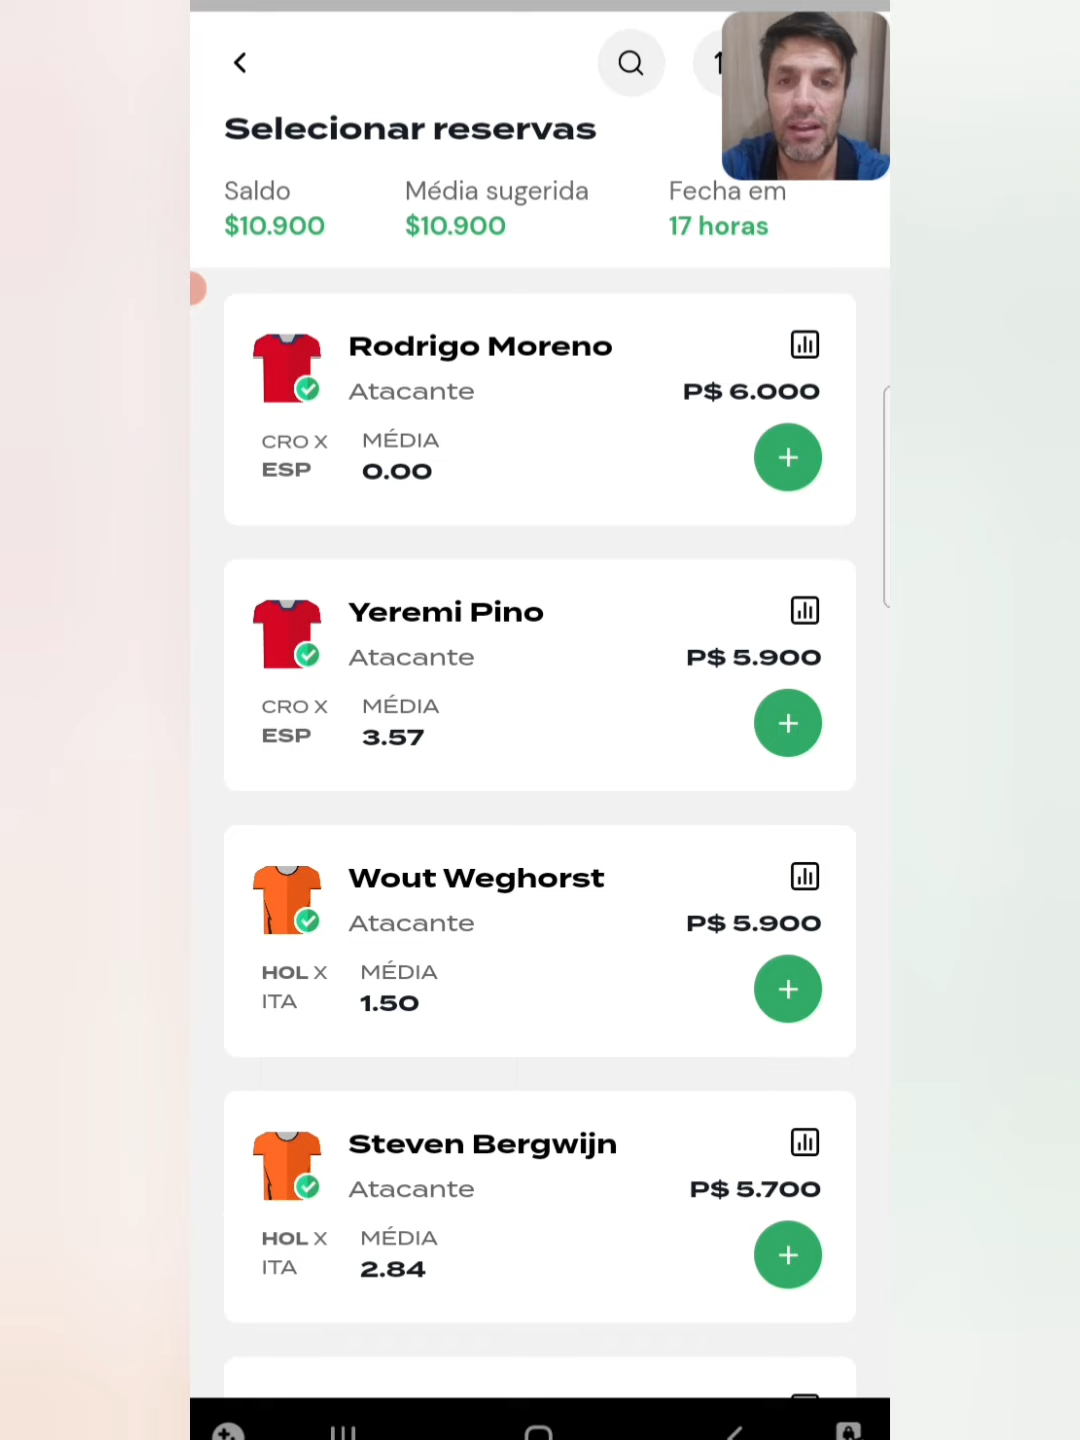 Selecionar reservas
Saldo Média sugerida Fecha em
$10.900 $10.900 17 horas
Rodrigo Moreno
Atacante P$ 6.000
CRO X MÉDIA
ESP 0.00
Yeremi Pino
Atacante P$ 5.900
CRO X MÉDIA
ESP 3.57
Wout Weghorst
Atacante P$ 5.900
HOL X MÉDIA
ITA 1.50
Steven Bergwijn
Atacante P$ 5.700
HOL X MÉDIA
ITA 2.84